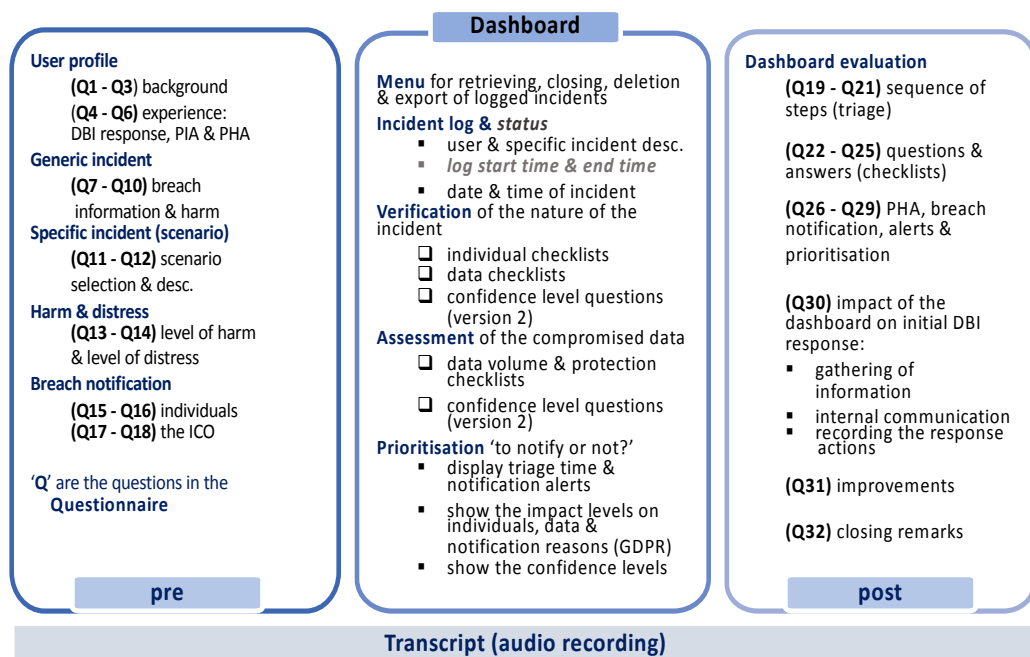 User profile
(Q1 - Q3) background
(Q4 - Q6) experience:
DBI response, PIA & PHA
Generic incident
(Q7 - Q10) breach
information & harm
Specific incident (scenario)
(Q11 - Q12) scenario
selection & desc.
Harm & distress
(Q13 - Q14) level of harm
& level of distress
Breach notification
(Q15 - Q16) individuals
(Q17 - Q18) the ICO
‘Q’ are the questions in the
Questionnaire
pre
Dashboard
Menu for retrieving, closing, deletion
& export of logged incidents
Incident log & status
▪ user & specific incident desc.
▪ log start time & end time
▪ date & time of incident
Verification of the nature of the
incident
❑ individual checklists
❑ data checklists
❑ confidence level questions
(version 2)
Assessment of the compromised data
❑ data volume & protection
checklists
❑ confidence level questions
(version 2)
Prioritisation ‘to notify or not?’
▪ display triage time &
notification alerts
▪ show the impact levels on
individuals, data &
notification reasons (GDPR)
▪ show the confidence levels
Dashboard evaluation
(Q19 - Q21) sequence of
steps (triage)
(Q22 - Q25) questions &
answers (checklists)
(Q26 - Q29) PHA, breach
notification, alerts &
prioritisation
(Q30) impact of the
dashboard on initial DBI
response:
▪ gathering of
information
▪ internal communication
▪ recording the response
actions
(Q31) improvements
(Q32) closing remarks
post
Transcript (audio recording)